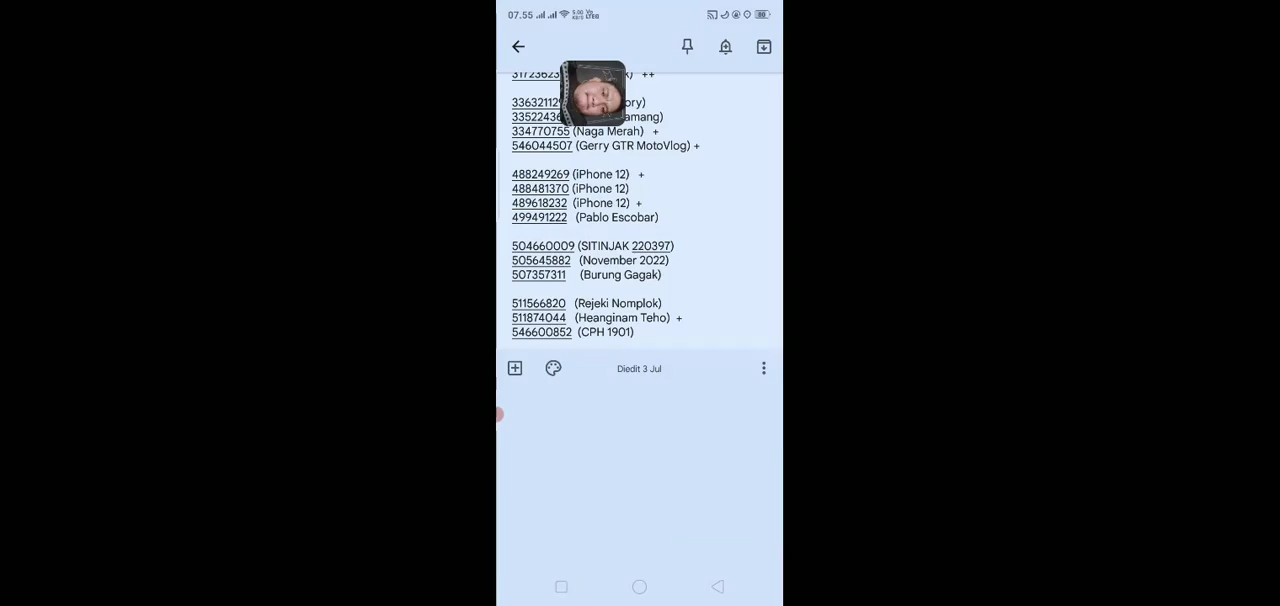 07.55
++
ory)
amang)
334770755 (Naga Merah) +
546044507 (Gerry GTR MotoVlog) +
488249269 (iPhone 12) +
488481370 (iPhone 12)
489618232 (iPhone 12) +
499491222 (Pablo Escobar)
504660009 (SITINJAK 220397)
505645882 (November 2022)
507357311 (Burung Gagak)
511566820 (Rejeki Nomplok)
511874044 (Heanginam Teho) +
546600852 (CPH 1901)
Diedit 3 Jul